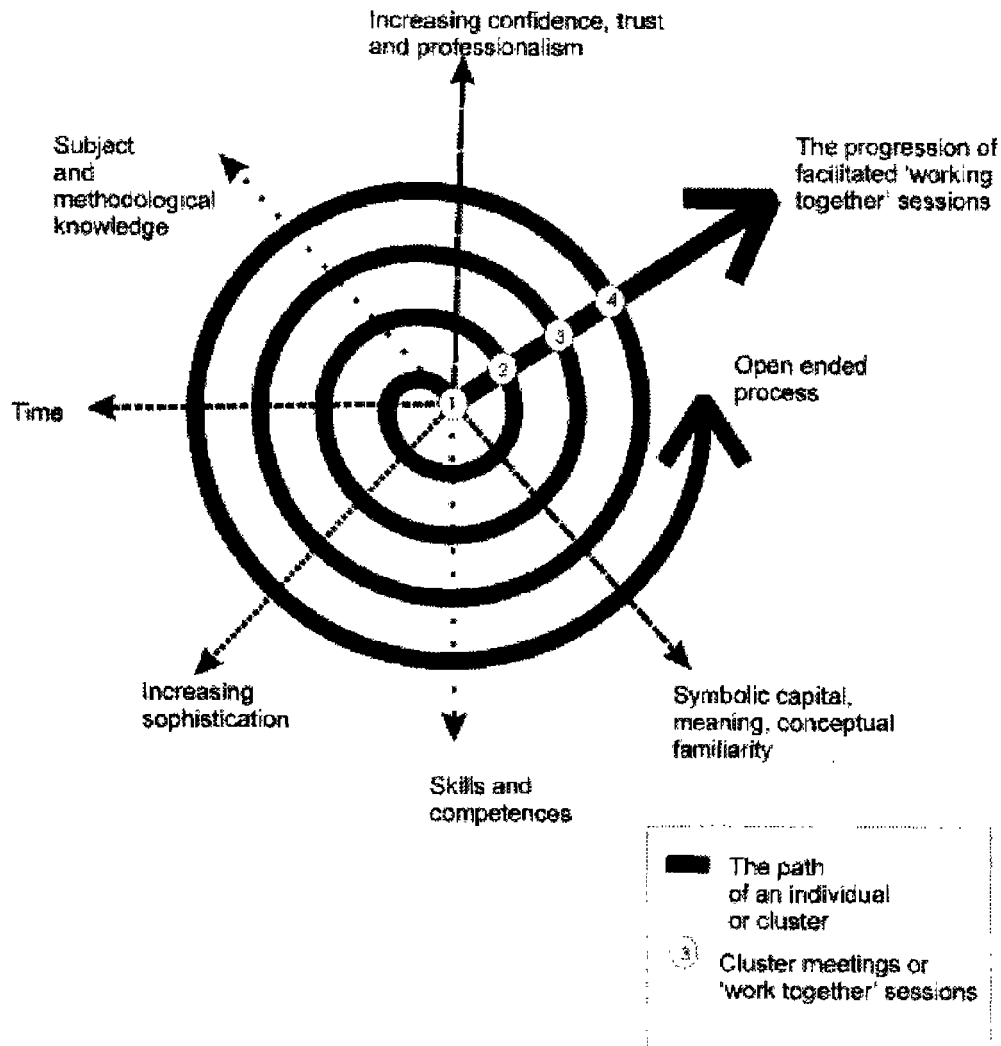 Increasing confidence, trust
and professionalism
Subject
and
methodological
knowledge
The progression of
facilitated 'working
together' sessions
4
3
2
Open ended
process
Time
1
Increasing
sophistication
Symbolic capital,
meaning, conceptual
familiarity
Skills and
competences
The path
of an individual
or cluster
3
Cluster meetings or
'work together' sessions